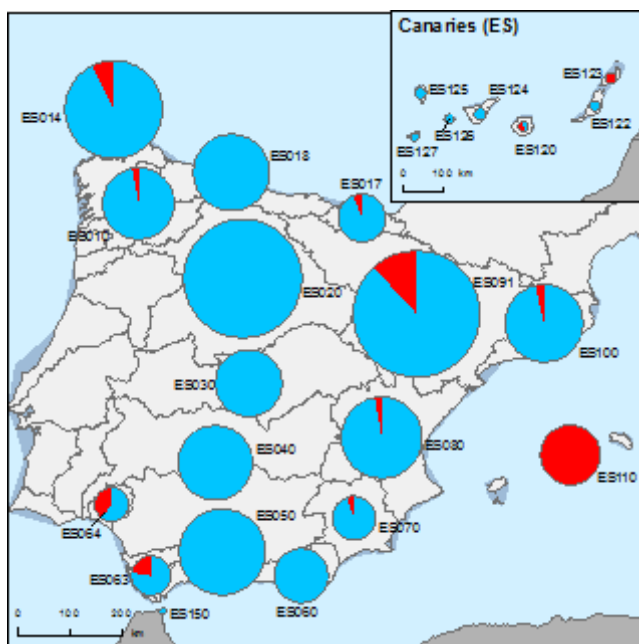 Canaries (ES)
ES123
ES125
ES124
ES126
ES122
ES127
ES120
0 100 km
ES014
ES018
ES017
ES010
ES020
ES091
ES100
ES030
ES080
ES040
ES110
ES050
ES070
ES064
ES063
ES060
ES150
0 100 200
km